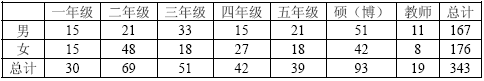 一年级 二年级 三年级 四年级 五年级 硕（博） 教师 总计
男 15 21 33 15 21 51 11 167
女 15 48 18 27 18 42 8 176
总计 30 69 51 42 39 93 19 343